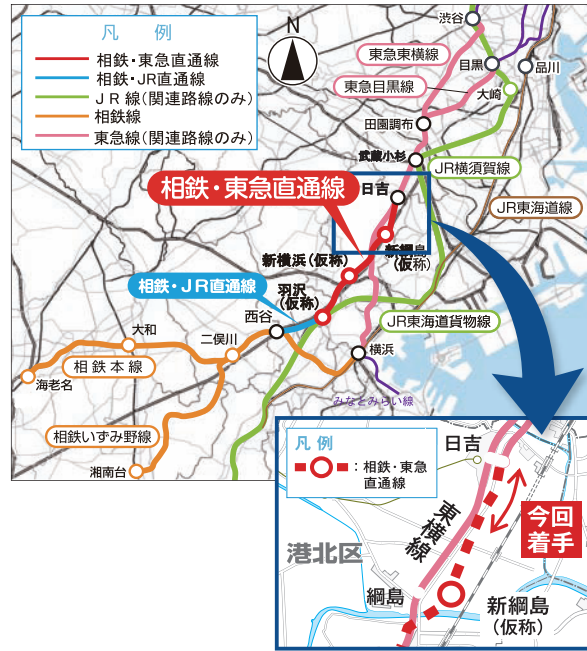 凡 例
相鉄・東急直通線
相鉄・JR直通線
JR線(関連路線のみ)
相鉄線
東急線(関連路線のみ)
N
渋谷
東急東横線
目黒
品川
東急目黒線
大崎
田園調布
武蔵小杉
JR横須賀線
相鉄・東急直通線
日吉
JR東海道線
新綱島
(仮称)
新横浜(仮称)
相鉄・JR直通線
羽沢
(仮称)
西谷
JR東海道貨物線
大和
二俣川
横浜
相鉄本線
海老名
みなとみらい線
相鉄いずみ野線
湘南台
凡 例
:相鉄・東急
直通線
日吉
東横線
今回
着手
港北区
綱島
新綱島
(仮称)